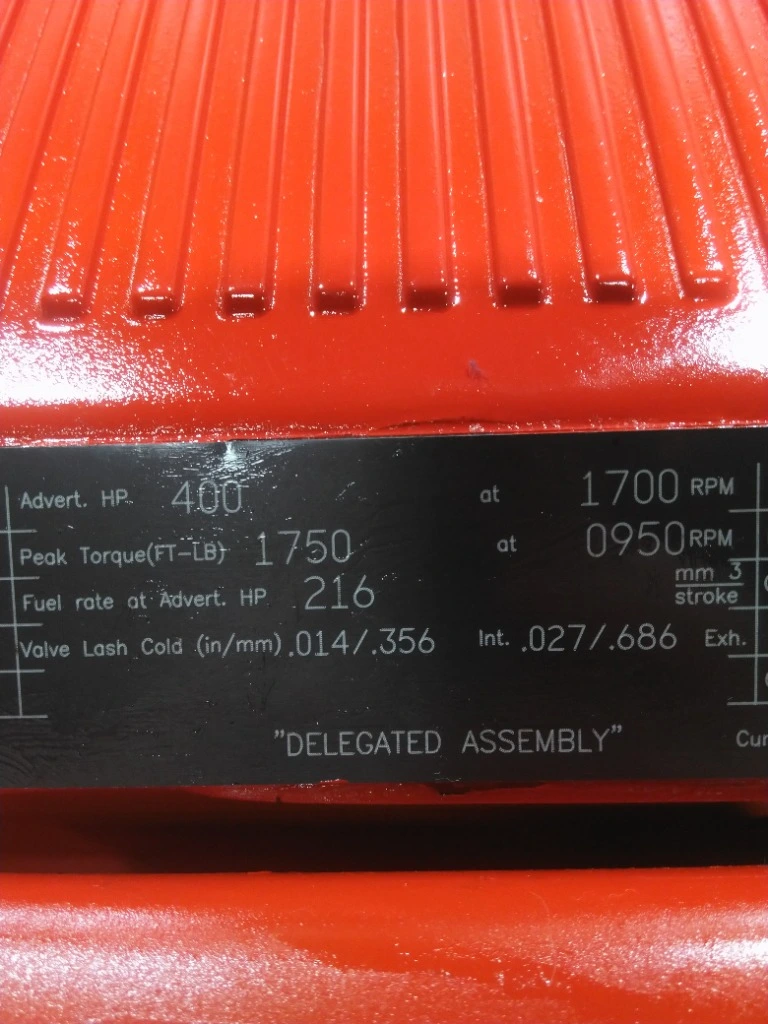 Advert. HP 400 at 1700 RPM
Peak Torque(FT-LB) 1750 at 0950 RPM
Fuel rate at Advert. HP 216 mm 3 stroke
Valve Lash Cold (in/mm) .014/.356 Int. .027/.686 Exh.
"DELEGATED ASSEMBLY"